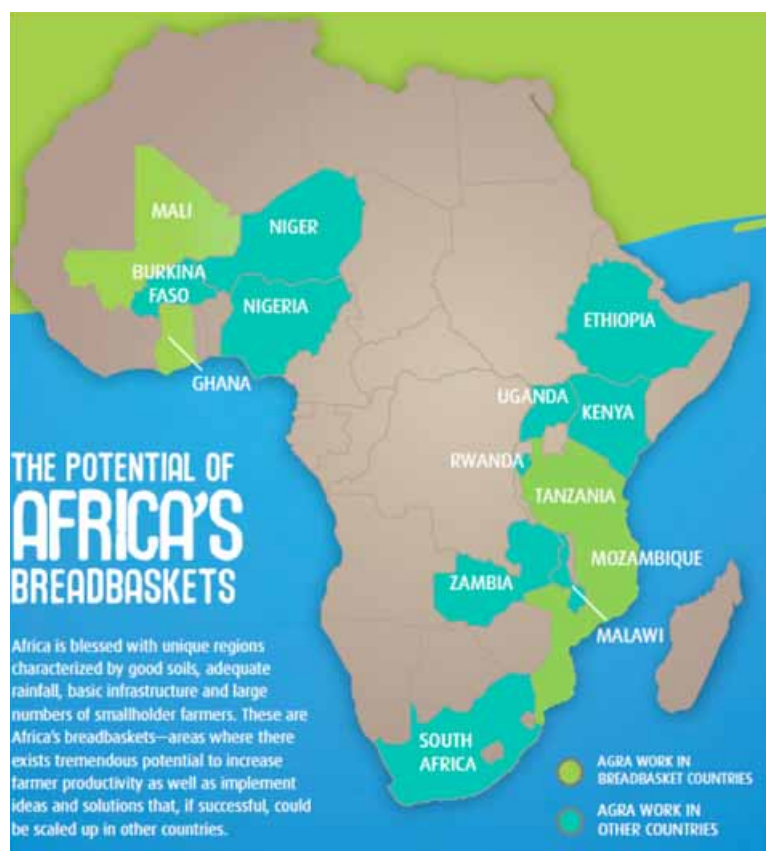 MALI
NIGER
BURKINA
FASO
NIGERIA
GHANA
ETHIOPIA
UGANDA
KENYA
RWANDA
TANZANIA
MOZAMBIQUE
ZAMBIA
MALAWI
SOUTH
AFRICA
THE POTENTIAL OF
AFRICA'S
BREADBASKETS
Africa is blessed with unique regions
characterized by good soils, adequate
rainfall, basic infrastructure and large
numbers of smallholder farmers. These are
Africa's breadbaskets—areas where there
exists tremendous potential to increase
farmer productivity as well as implement
ideas and solutions that, if successful, could
be scaled up in other countries.
AGRA WORK IN
BREADBASKET COUNTRIES
AGRA WORK IN
OTHER COUNTRIES